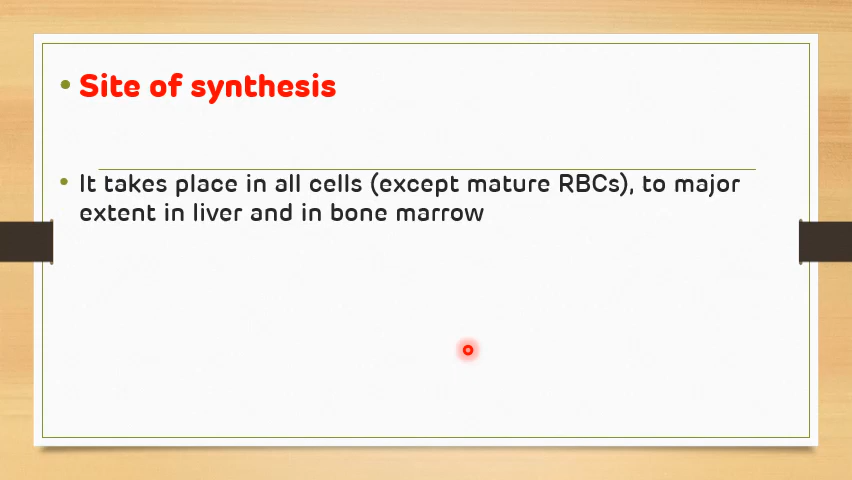 • Site of synthesis
• It takes place in all cells (except mature RBCs), to major
extent in liver and in bone marrow